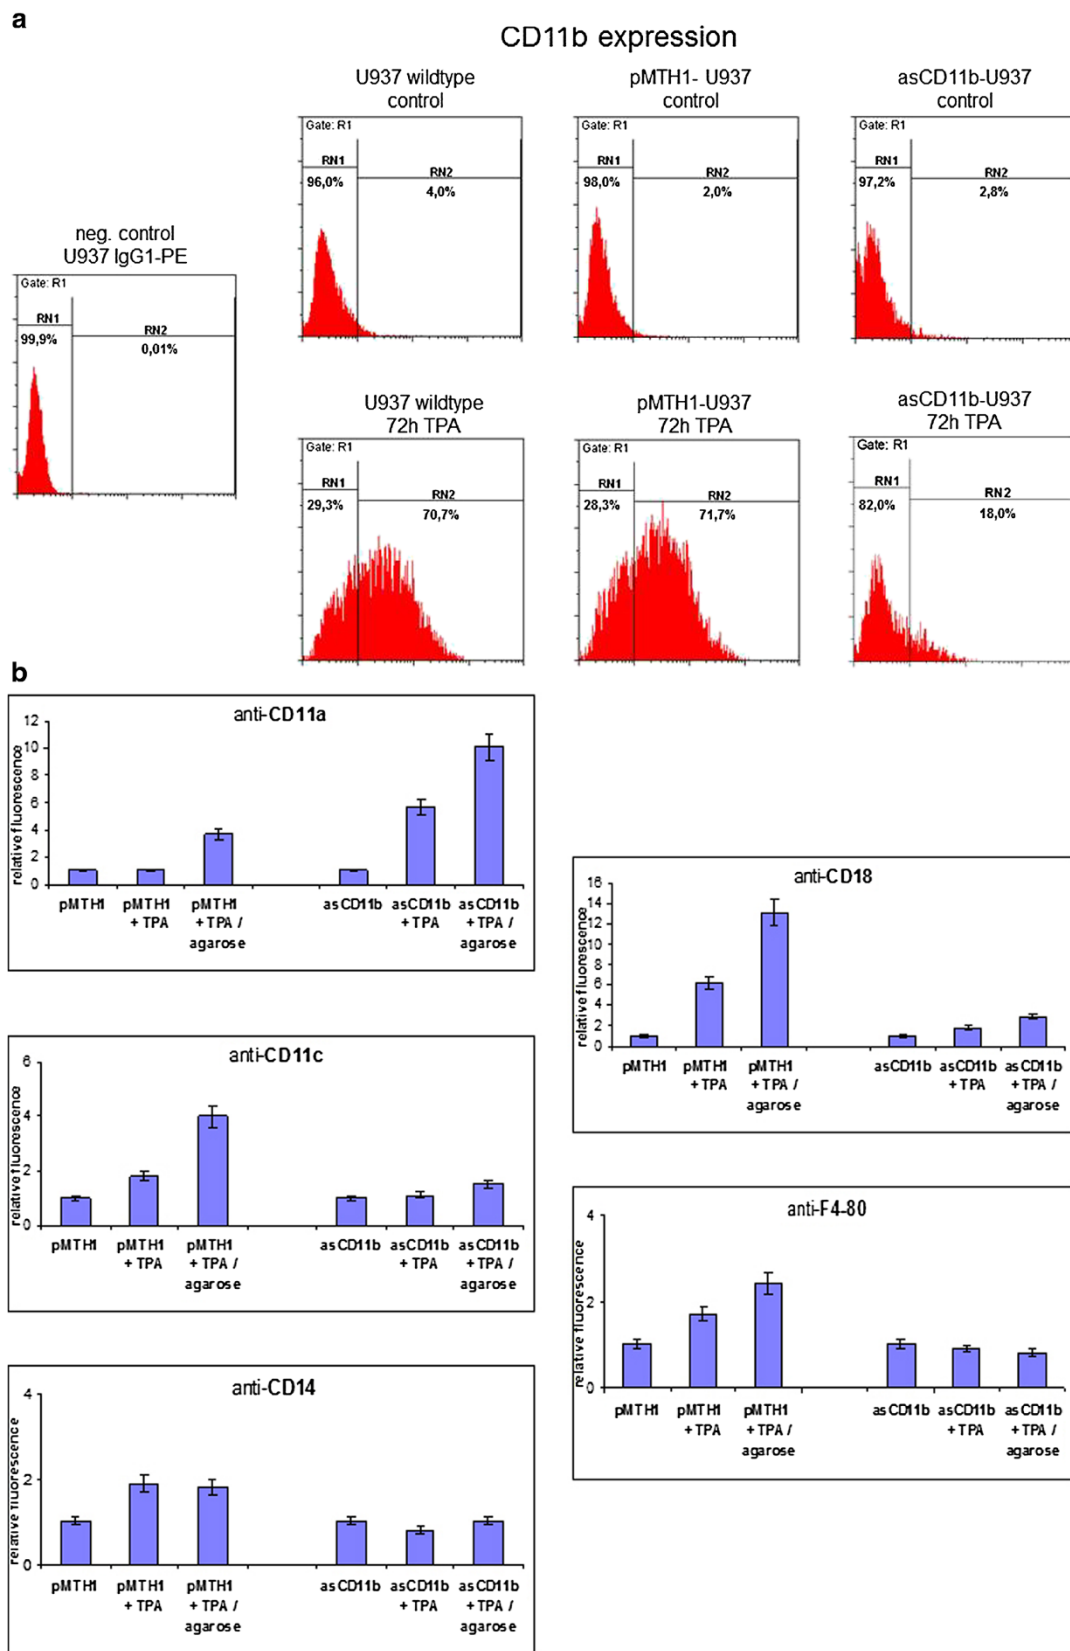 a
CD11b expression
U937 wildtype
control
pMTH1- U937
control
asCD11b-U937
control
Gate: R1
RN1
96,0%
RN2
4,0%
Gate: R1
RN1
98,0%
RN2
2,0%
Gate: R1
RN1
97,2%
RN2
2,8%
neg. control
U937 IgG1-PE
Gate: R1
RN1
99,9%
RN2
0,01%
U937 wildtype
72h TPA
pMTH1-U937
72h TPA
asCD11b-U937
72h TPA
Gate: R1
RN1
29,3%
RN2
70,7%
Gate: R1
RN1
28,3%
RN2
71,7%
Gate: R1
RN1
82,0%
RN2
18,0%
b
anti-CD11a
relative fluorescence
12
10
8
6
4
2
0
pMTH1
pMTH1
+ TPA
pMTH1
+ TPA /
agarose
asCD11b
asCD11b
+ TPA
asCD11b
+ TPA /
agarose
anti-CD18
relative fluorescence
16
14
12
10
8
6
4
2
0
pMTH1
pMTH1
+ TPA
pMTH1
+ TPA /
agarose
asCD11b
asCD11b
+ TPA
asCD11b
+ TPA /
agarose
anti-CD11c
relative fluorescence
6
4
2
0
pMTH1
pMTH1
+ TPA
pMTH1
+ TPA /
agarose
asCD11b
asCD11b
+ TPA
asCD11b
+ TPA /
agarose
anti-F4-80
relative fluorescence
4
2
0
pMTH1
pMTH1
+ TPA
pMTH1
+ TPA /
agarose
asCD11b
asCD11b
+ TPA
asCD11b
+ TPA /
agarose
anti-CD14
relative fluorescence
4
2
0
pMTH1
pMTH1
+ TPA
pMTH1
+ TPA /
agarose
asCD11b
asCD11b
+ TPA
asCD11b
+ TPA /
agarose